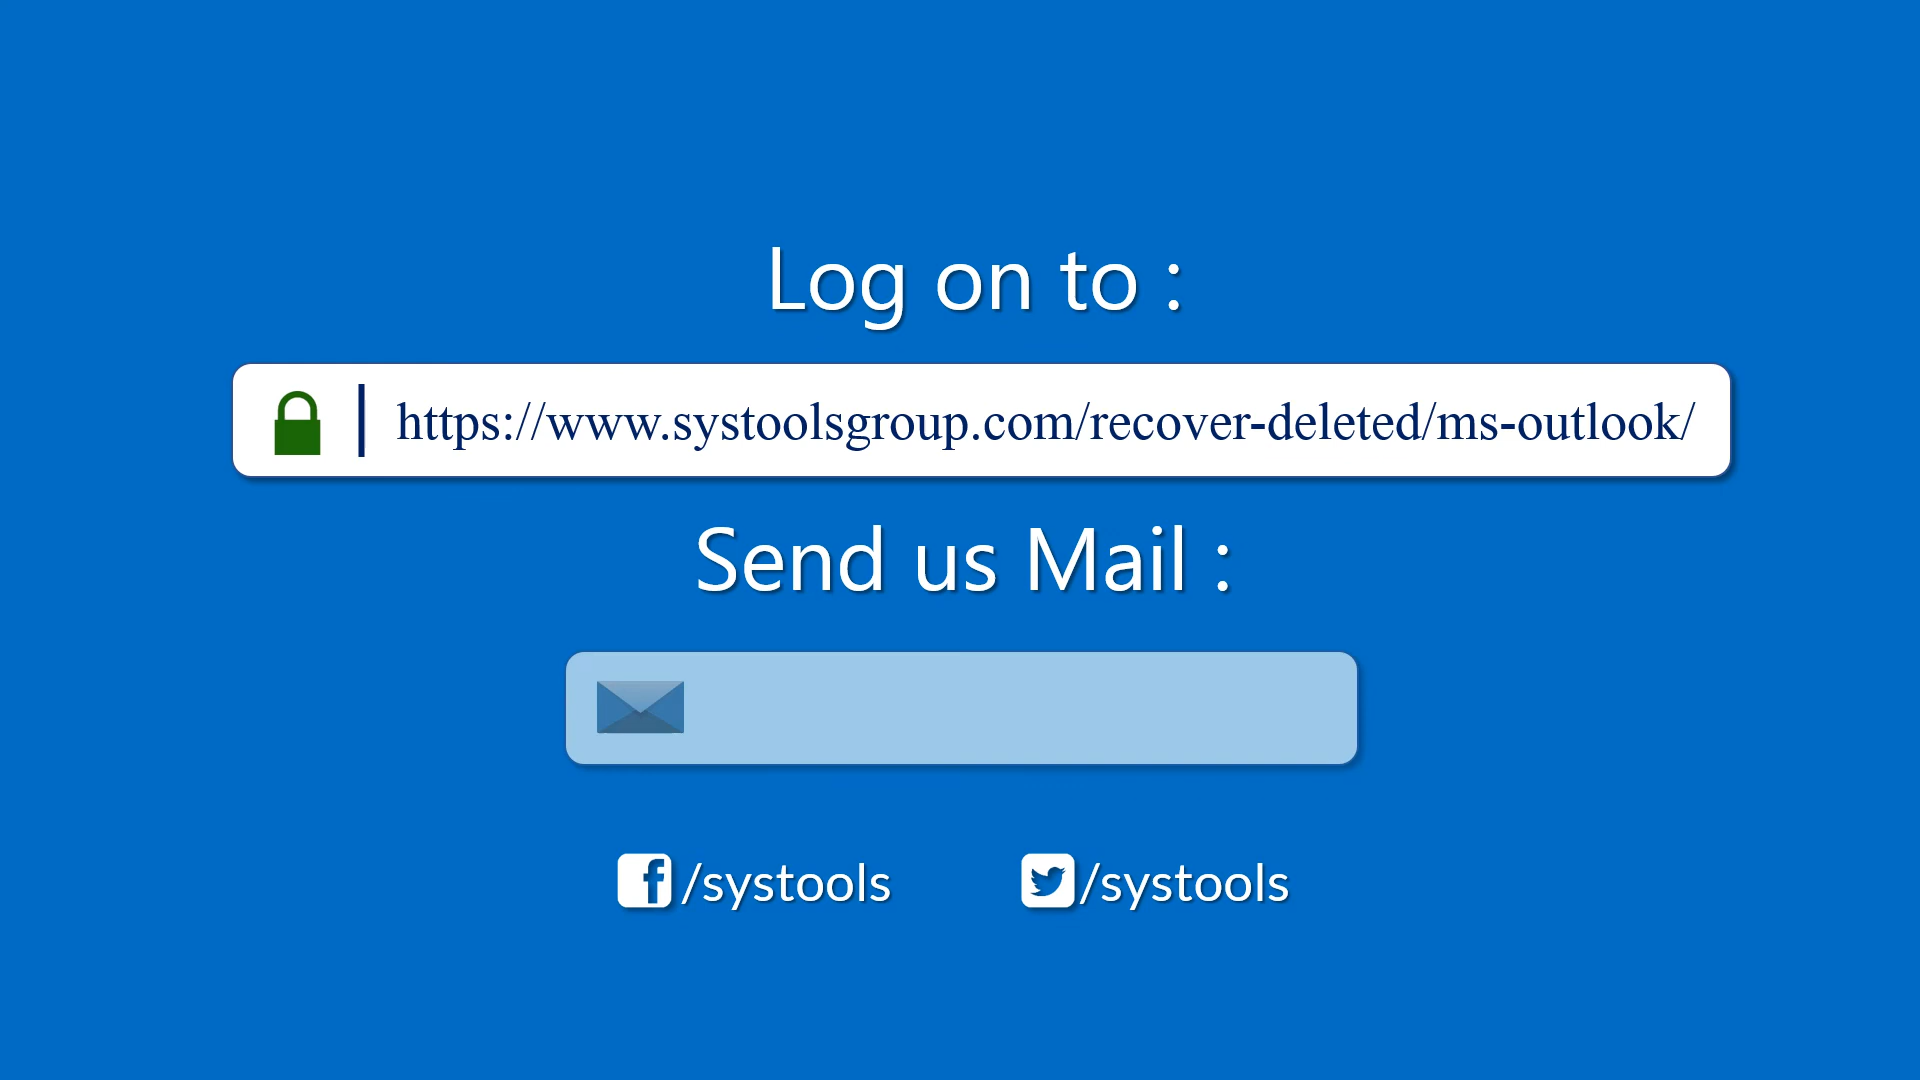 Log on to :
https://www.systoolsgroup.com/recover-deleted/ms-outlook/
Send us Mail :
/systools /systools